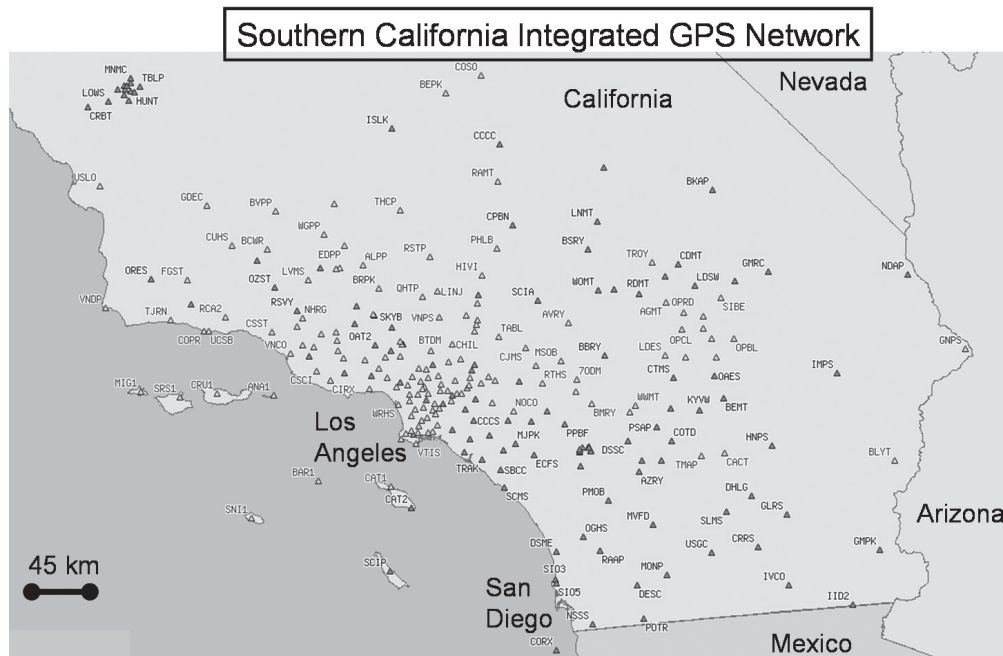 Southern California Integrated GPS Network
MNMC
TBLP
LOWS
HUNT
CRBT
COSO
BEPK
California
Nevada
ISLK
CCCC
USLO
RAMT
BKAP
GDEC
BVPP
THCP
CPBN
LNMT
WGPP
CUHS
BCWR
RSTP
PHLB
BSRY
TROY
EDPP
ALPP
CDMT
GMRC
NDAP
ORES
FGST
OZST
LVMS
BRPK
HIVI
WOMT
RDMT
LDSW
QHTP
LINJ
SCIA
VNDP
TJRN
RCA2
RSVY
NHRG
SKYB
VNPS
AVRY
AGMT
OPRD
SIBE
COPR
UCSB
CSST
OAT2
TABL
VNCO
BTDM
CHIL
CJMS
MSOB
BBRY
LDES
OPCL
OPBL
GNPS
MIG1
SRS1
CRU1
ANA1
CSCI
CIRX
RTHS
7ODM
CTMS
OAES
IMPS
WRHS
NOCO
BMRY
WWMT
KYVW
BEMT
Los
Angeles
CCCS
MJPK
PPBF
PSAP
COTD
HNPS
VTIS
TRAK
SBCC
ECFS
DSSC
TMAP
CACT
BLYT
BAR1
CAT1
AZRY
CAT2
SCMS
PMOB
DHLG
GLRS
SNI1
MVFD
SLMS
Arizona
OGHS
DSME
RAAP
USGC
CRRS
GMPK
45 km
SCIP
SIO3
MONP
San
Diego
SIO5
DESC
IVCO
NSSS
IID2
POTR
CORX
Mexico